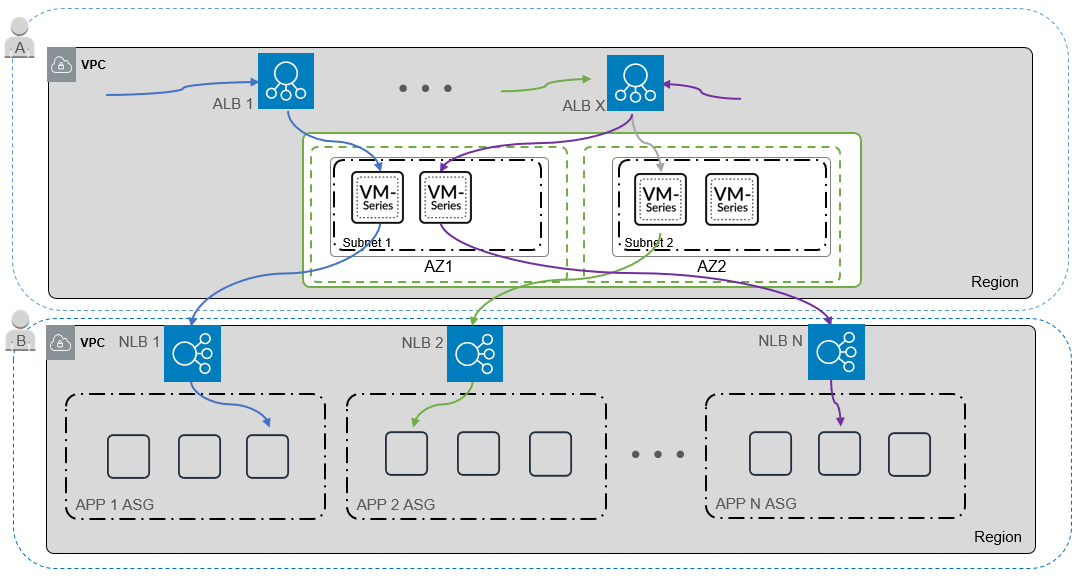 A
VPC
ALB 1
ALB X
VM-
Series
VM-
Series
VM-
Series
VM-
Series
Subnet 1
Subnet 2
AZ1
AZ2
Region
B
VPC
NLB 1
NLB 2
NLB N
APP 1 ASG
APP 2 ASG
APP N ASG
Region